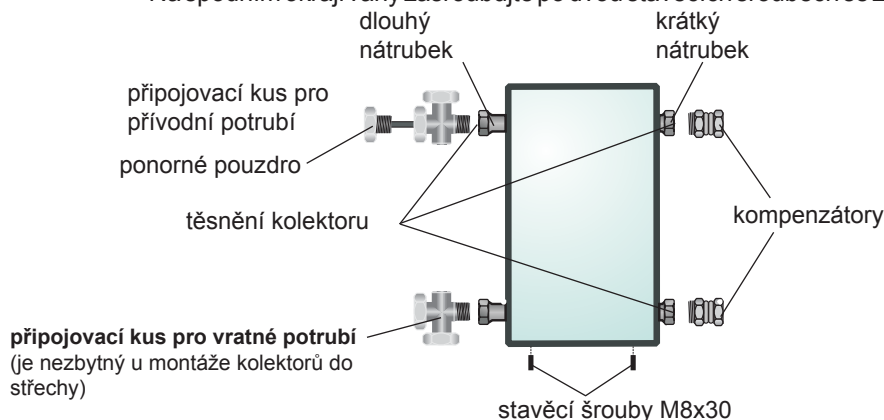 dlouhý
nátrubek
krátký
nátrubek
připojovací kus pro
přívodní potrubí
ponorné pouzdro
těsnění kolektoru
kompenzátory
připojovací kus pro vratné potrubí
(je nezbytný u montáže kolektorů do
střechy)
stavěcí šrouby M8x30